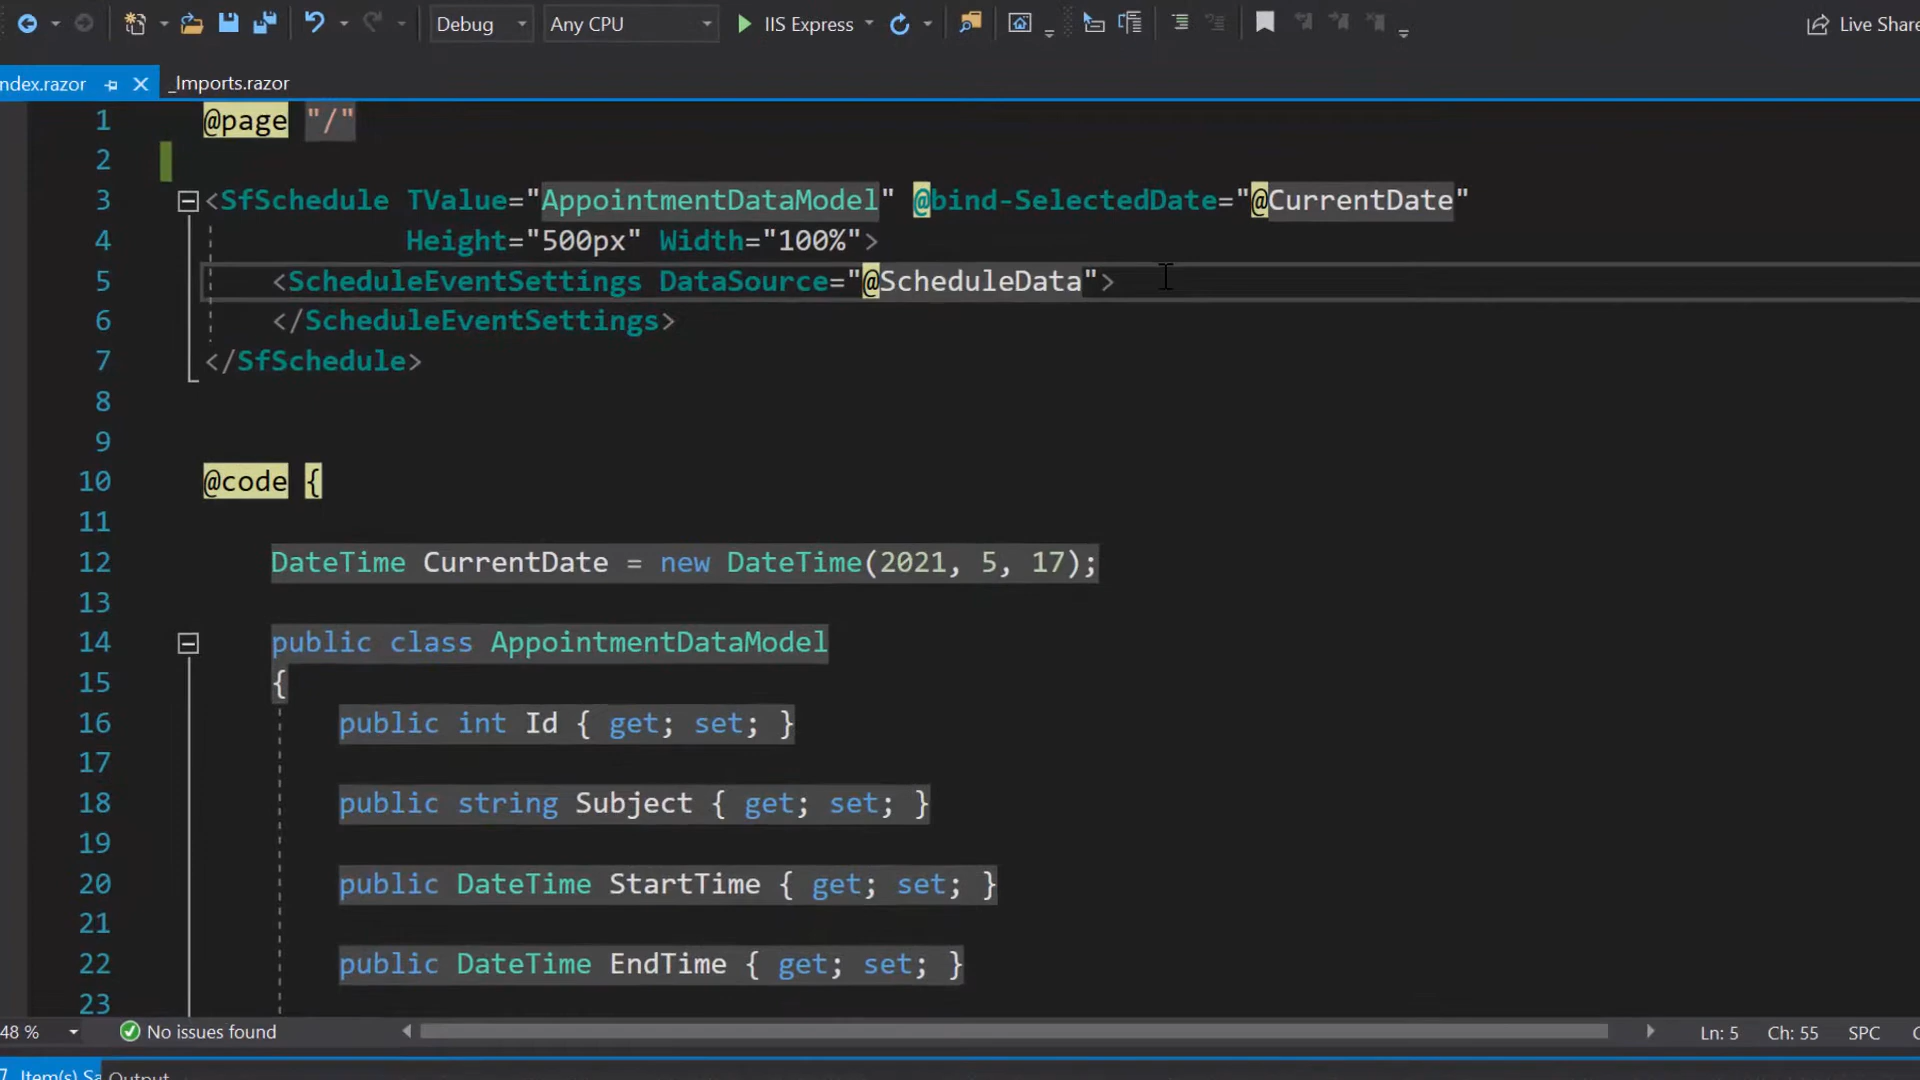 Debug Any CPU IIS Express Live Share
ndex.razor _Imports.razor
1 @page "/"
2
3 <SfSchedule TValue="AppointmentDataModel" @bind-SelectedDate="@CurrentDate"
4 Height="500px" Width="100%">
5 <ScheduleEventSettings DataSource="@ScheduleData">
6 </ScheduleEventSettings>
7 </SfSchedule>
8
9
10 @code {
11
12 DateTime CurrentDate = new DateTime(2021, 5, 17);
13
14 public class AppointmentDataModel
15 {
16 public int Id { get; set; }
17
18 public string Subject { get; set; }
19
20 public DateTime StartTime { get; set; }
21
22 public DateTime EndTime { get; set; }
23
48 % No issues found Ln: 5 Ch: 55 SPC
Item(s) Sa Output